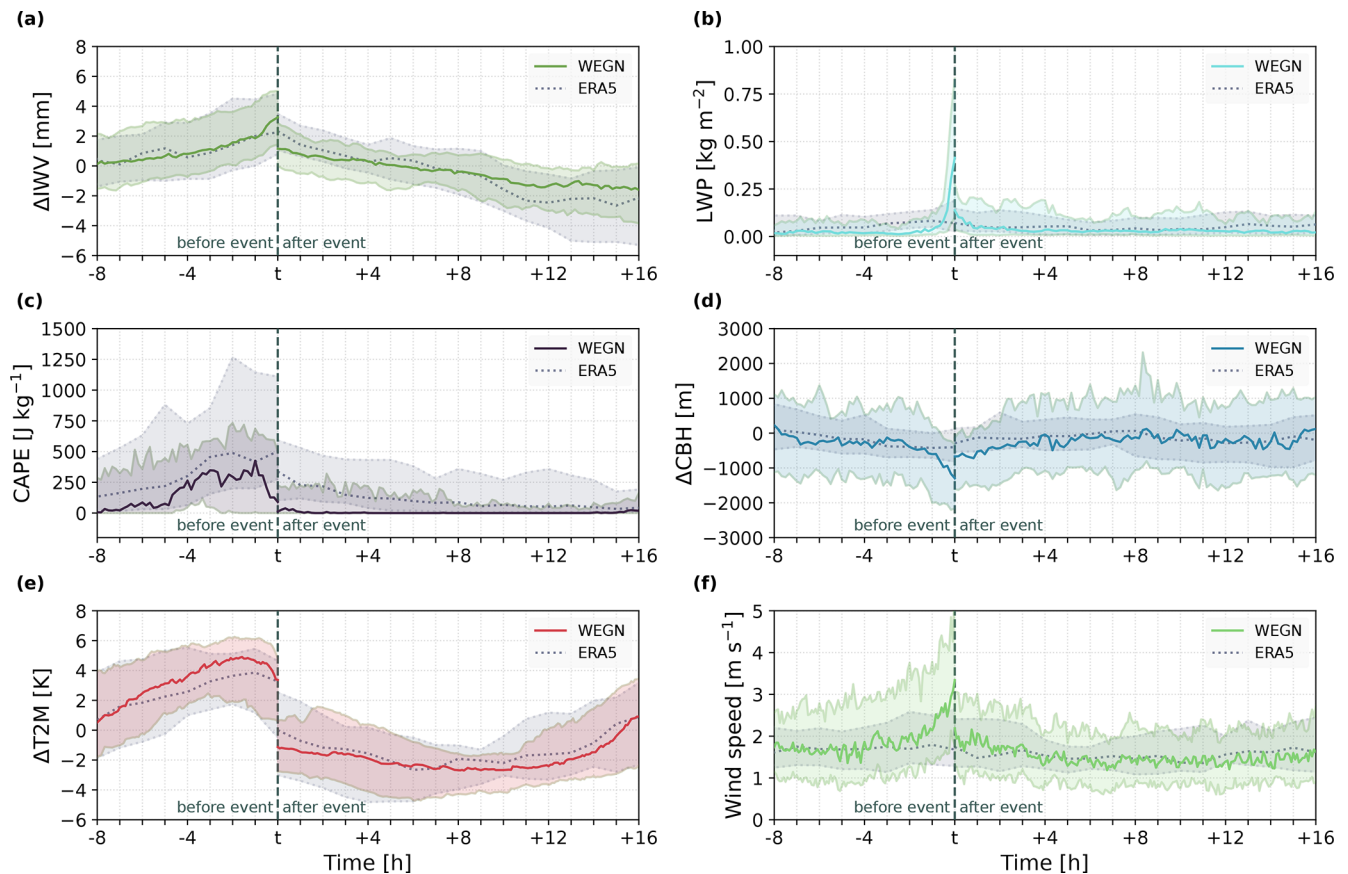 (a)
8
6
4
2
0
−2
−4
−6
ΔIWV [mm]
WEGN
ERA5
before event
after event
-8
-4
t
+4
+8
+12
+16
(b)
1.00
0.75
0.50
0.25
0.00
LWP [kg m⁻²]
WEGN
ERA5
before event
after event
-8
-4
t
+4
+8
+12
+16
(c)
1500
1250
1000
750
500
250
0
CAPE [J kg⁻¹]
WEGN
ERA5
before event
after event
-8
-4
t
+4
+8
+12
+16
(d)
3000
2000
1000
0
−1000
−2000
−3000
ΔCBH [m]
WEGN
ERA5
before event
after event
-8
-4
t
+4
+8
+12
+16
(e)
8
6
4
2
0
−2
−4
−6
ΔT2M [K]
WEGN
ERA5
before event
after event
-8
-4
t
+4
+8
+12
+16
Time [h]
(f)
5
4
3
2
1
0
Wind speed [m s⁻¹]
WEGN
ERA5
before event
after event
-8
-4
t
+4
+8
+12
+16
Time [h]